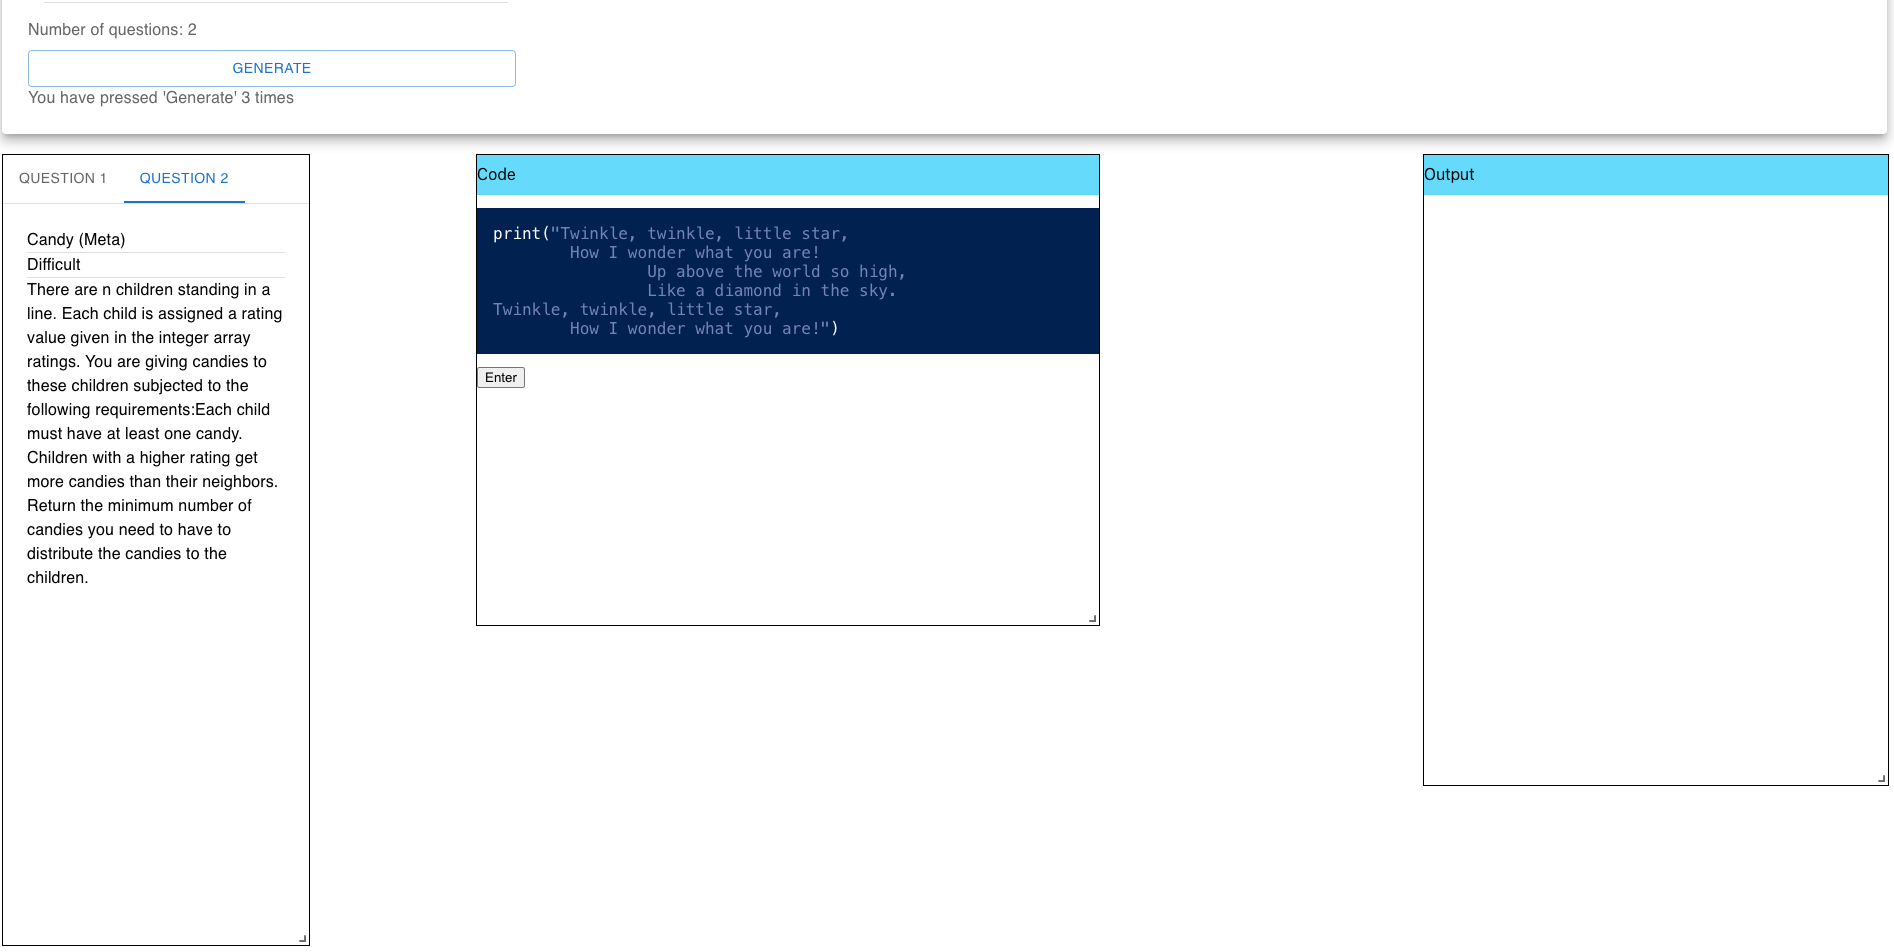 Number of questions: 2
GENERATE
You have pressed 'Generate' 3 times
QUESTION 1
QUESTION 2
Candy (Meta)
Difficult
There are n children standing in a
line. Each child is assigned a rating
value given in the integer array
ratings. You are giving candies to
these children subjected to the
following requirements:Each child
must have at least one candy.
Children with a higher rating get
more candies than their neighbors.
Return the minimum number of
candies you need to have to
distribute the candies to the
children.
Code
print("Twinkle, twinkle, little star,
How I wonder what you are!
Up above the world so high,
Like a diamond in the sky.
Twinkle, twinkle, little star,
How I wonder what you are!")
Enter
Output